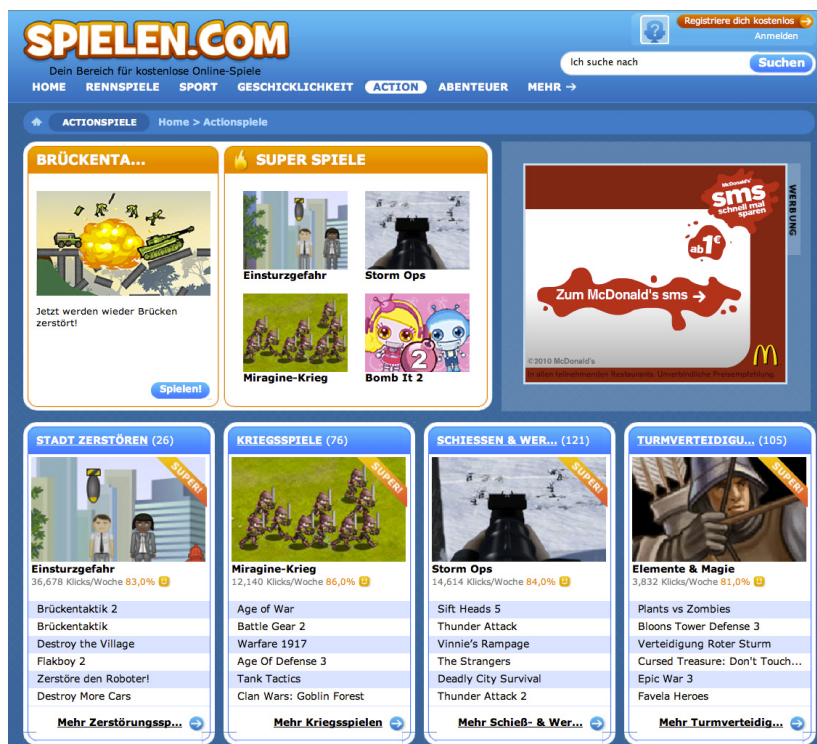 SPIELEN.COM
Dein Bereich für kostenlose Online-Spiele
Registriere dich kostenlos
Anmelden
Ich suche nach
Suchen
HOME RENNSPIELE SPORT GESCHICKLICHKEIT ACTION ABENTEUER MEHR →
ACTIONSPIELE Home > Actionspiele
BRÜCKENTA...
Jetzt werden wieder Brücken
zerstört!
Spielen!
SUPER SPIELE
Einsturzgefahr Storm Ops
Miragine-Krieg Bomb It 2
2
McDonald's
sms
schnell mal
sparen
ab 1€
Zum McDonald's sms →
©2010 McDonald's
In allen teilnehmenden Restaurants. Unverbindliche Preisempfehlung.
WERBUNG
STADT ZERSTÖREN (26)
SUPER!
Einsturzgefahr
36,678 Klicks/Woche 83,0%
Brückentaktik 2
Brückentaktik
Destroy the Village
Flakboy 2
Zerstöre den Roboter!
Destroy More Cars
Mehr Zerstörungssp...
KRIEGSSPIELE (76)
SUPER!
Miragine-Krieg
12,140 Klicks/Woche 86,0%
Age of War
Battle Gear 2
Warfare 1917
Age Of Defense 3
Tank Tactics
Clan Wars: Goblin Forest
Mehr Kriegsspielen
SCHIESSEN & WER... (121)
SUPER!
Storm Ops
14,614 Klicks/Woche 84,0%
Sift Heads 5
Thunder Attack
Vinnie's Rampage
The Strangers
Deadly City Survival
Thunder Attack 2
Mehr Schieß- & Wer...
TURMVERTEIDIGU... (105)
SUPER!
Elemente & Magie
3,832 Klicks/Woche 81,0%
Plants vs Zombies
Bloons Tower Defense 3
Verteidigung Roter Sturm
Cursed Treasure: Don't Touch...
Epic War 3
Favela Heroes
Mehr Turmverteidig...